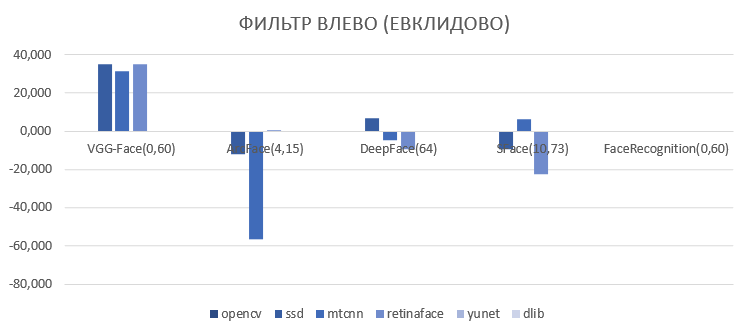 ФИЛЬТР ВЛЕВО (ЕВКЛИДОВО)
40,000
20,000
0,000
-20,000
-40,000
-60,000
-80,000
VGG-Face(0,60)
ArcFace(4,15)
DeepFace(64)
SFace(10,73)
FaceRecognition(0,60)
opencv ssd mtcnn retinaface yunet dlib